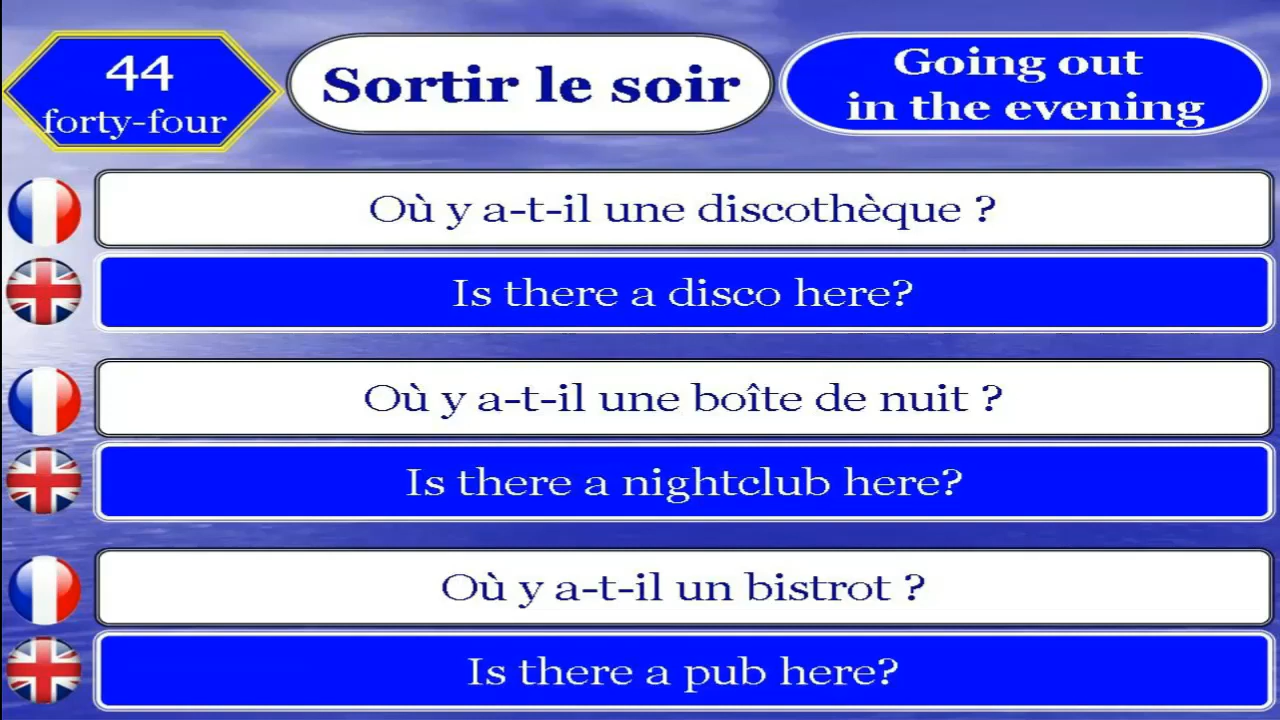 44
forty-four
Sortir le soir
Going out
in the evening
Où y a-t-il une discothèque ?
Is there a disco here?
Où y a-t-il une boîte de nuit ?
Is there a nightclub here?
Où y a-t-il un bistrot ?
Is there a pub here?